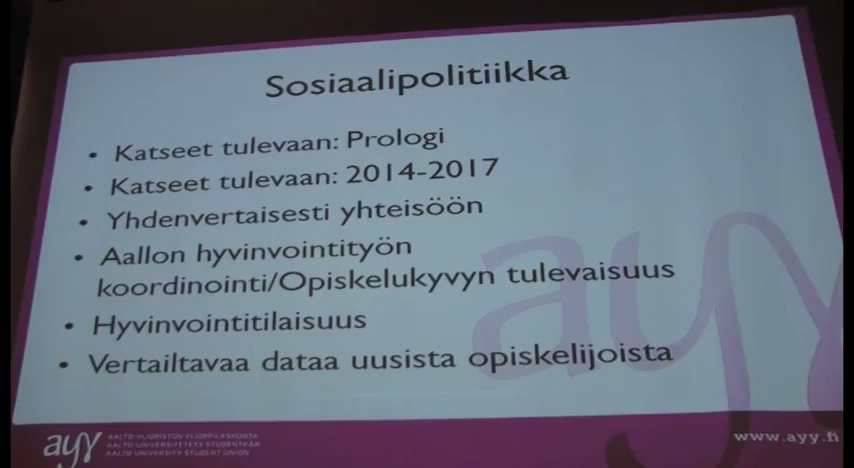 Sosiaalipolitiikka
• Katseet tulevaan: Prologi
• Katseet tulevaan: 2014-2017
• Yhdenvertaisesti yhteisöön
• Aallon hyvinvointityön
koordinointi/Opiskelukyvyn tulevaisuus
• Hyvinvointitilaisuus
• Vertailtavaa dataa uusista opiskelijoista
ayy
ayy
AALTO-YLIOPISTON YLIOPPILASKUNTA
AALTO-UNIVERSITETETS STUDENTKÅR
AALTO UNIVERSITY STUDENT UNION
www.ayy.fi